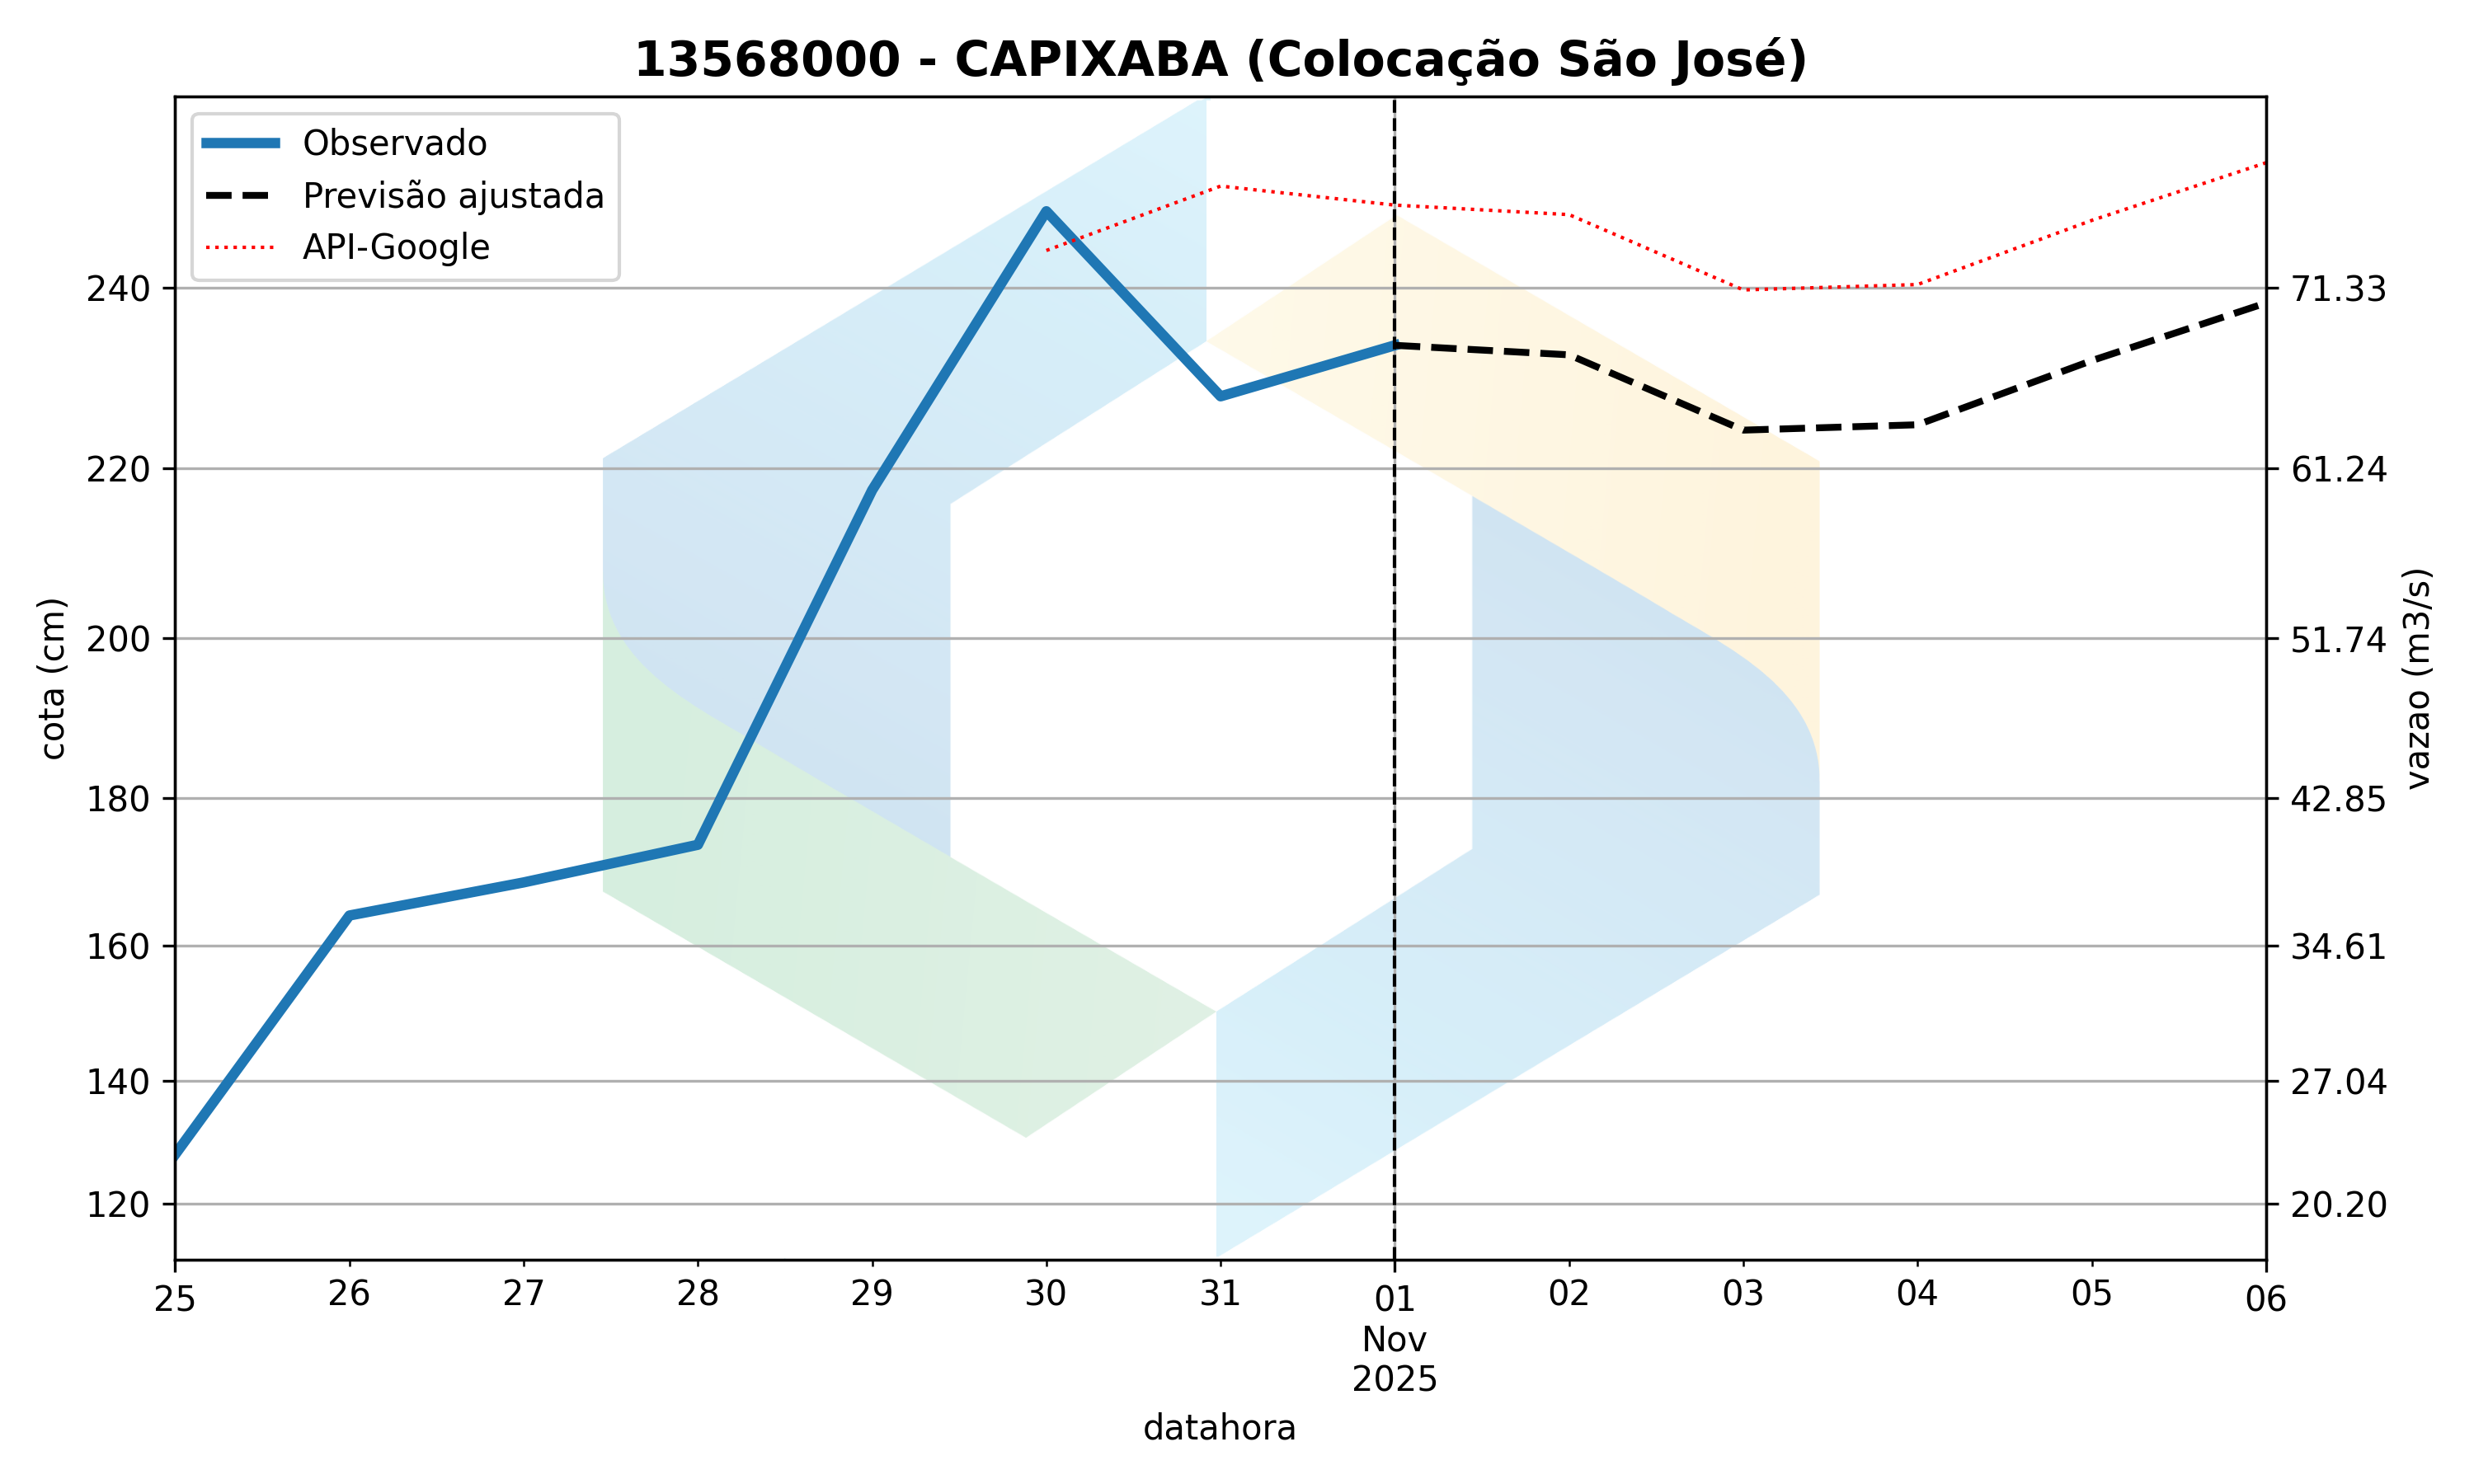 13568000 - CAPIXABA (Colocação São José)
Observado
Previsão ajustada
API-Google
240
220
200
180
160
140
120
cota (cm)
71.33
61.24
51.74
42.85
34.61
27.04
20.20
vazao (m3/s)
25 26 27 28 29 30 31 01 02 03 04 05 06
Nov
2025
datahora